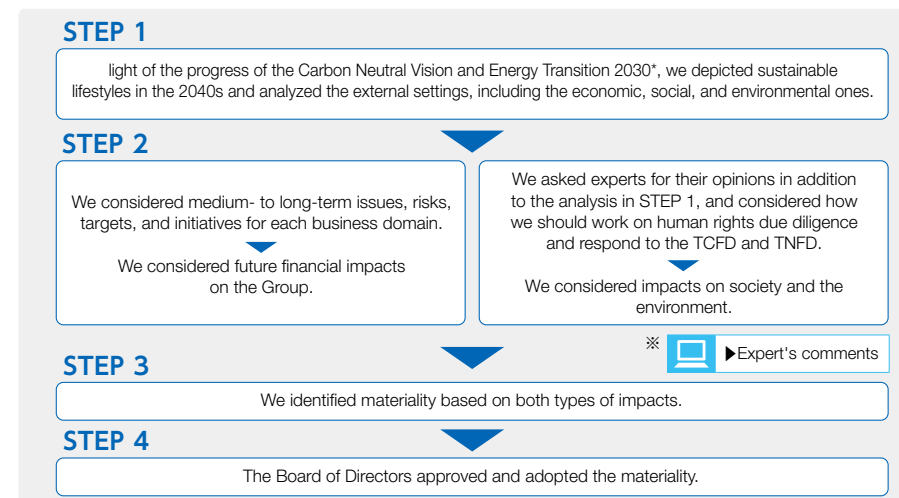 STEP 1
light of the progress of the Carbon Neutral Vision and Energy Transition 2030*, we depicted sustainable
lifestyles in the 2040s and analyzed the external settings, including the economic, social, and environmental ones.
STEP 2
We considered medium- to long-term issues, risks,
targets, and initiatives for each business domain.
We considered future financial impacts
on the Group.
We asked experts for their opinions in addition
to the analysis in STEP 1, and considered how
we should work on human rights due diligence
and respond to the TCFD and TNFD.
We considered impacts on society and the
environment.
※
▶Expert's comments
STEP 3
We identified materiality based on both types of impacts.
STEP 4
The Board of Directors approved and adopted the materiality.